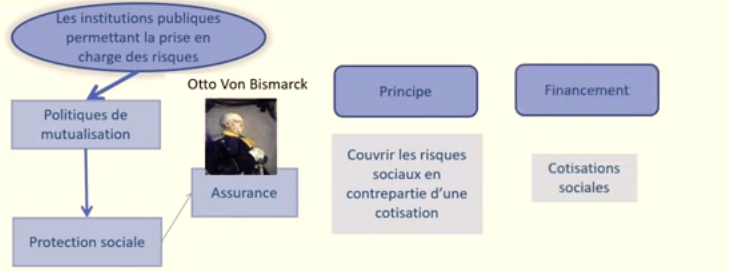 Les institutions publiques
permettant la prise en
charge des risques
Otto Von Bismarck
Principe
Financement
Politiques de
mutualisation
Couvrir les risques
sociaux en
contrepartie d'une
cotisation
Cotisations
sociales
Assurance
Protection sociale